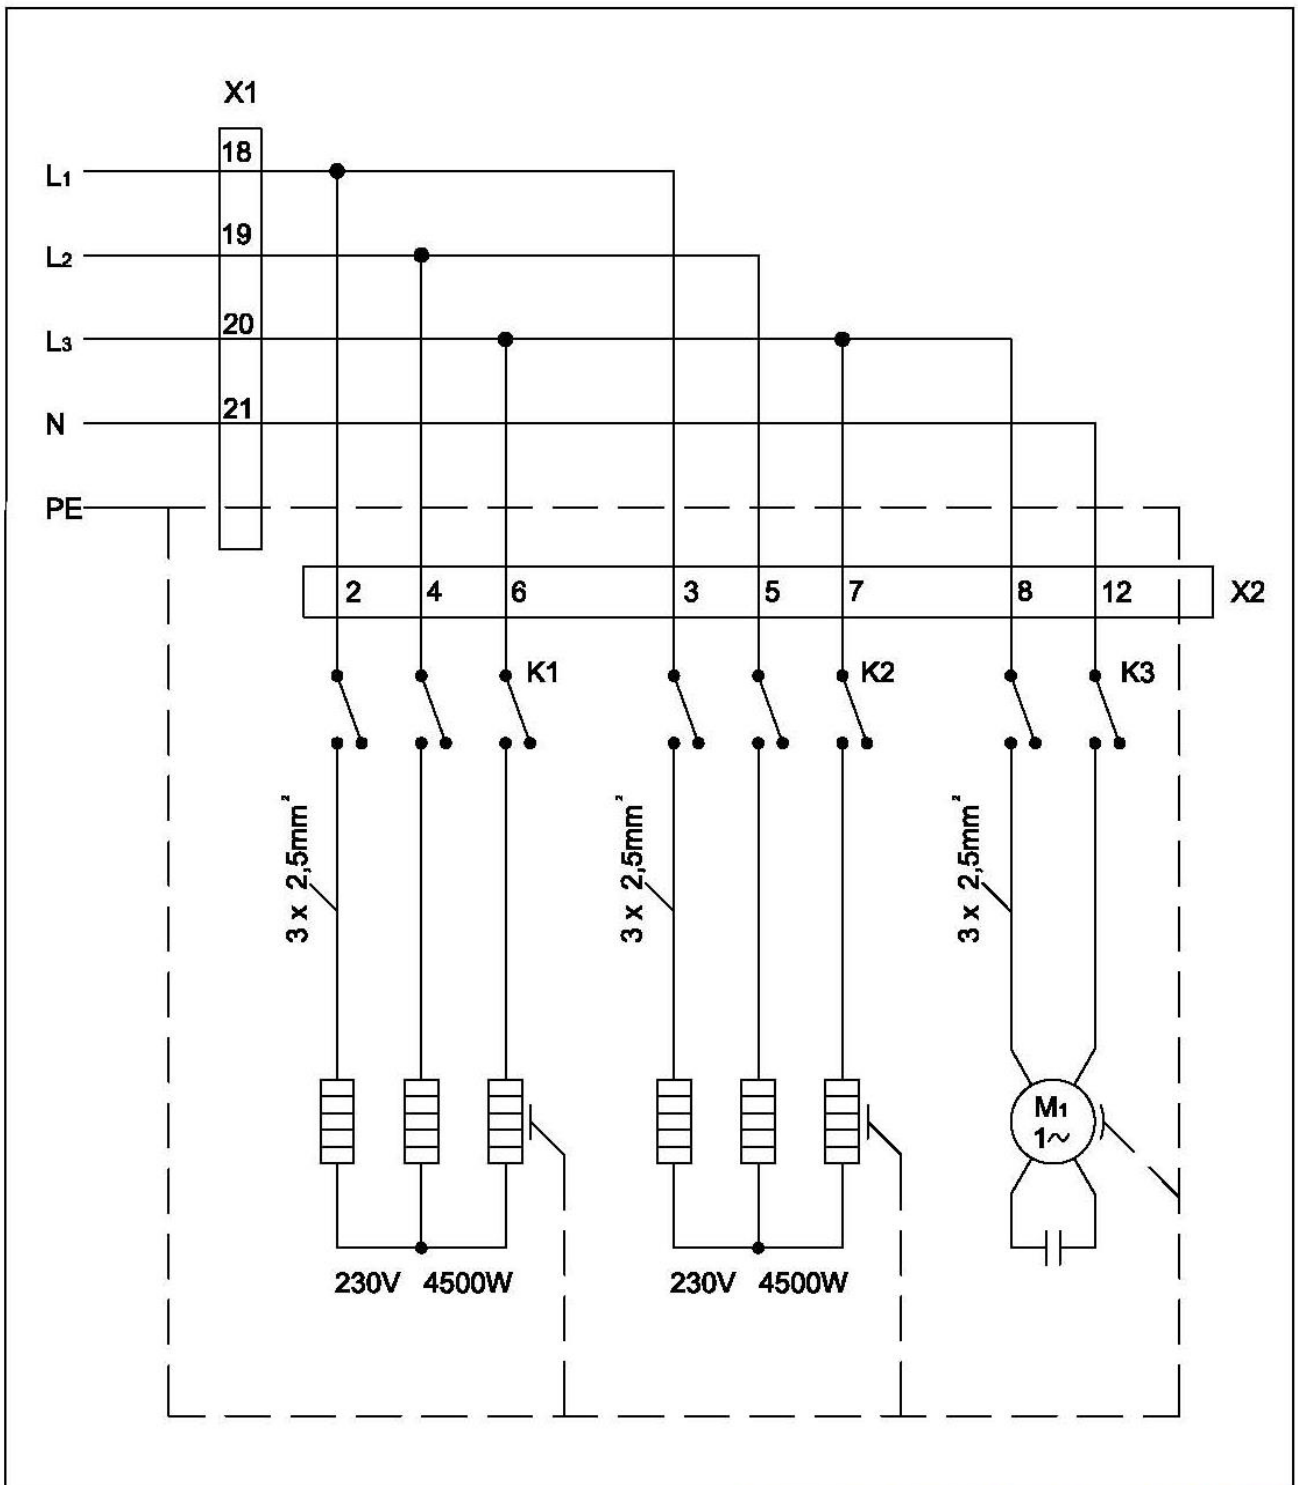 X1
18
L₁
19
L₂
20
L₃
21
N
PE
2 4 6 3 5 7 8 12 X2
K1 K2 K3
3 x 2,5mm² 3 x 2,5mm² 3 x 2,5mm²
M₁
1~
230V 4500W 230V 4500W